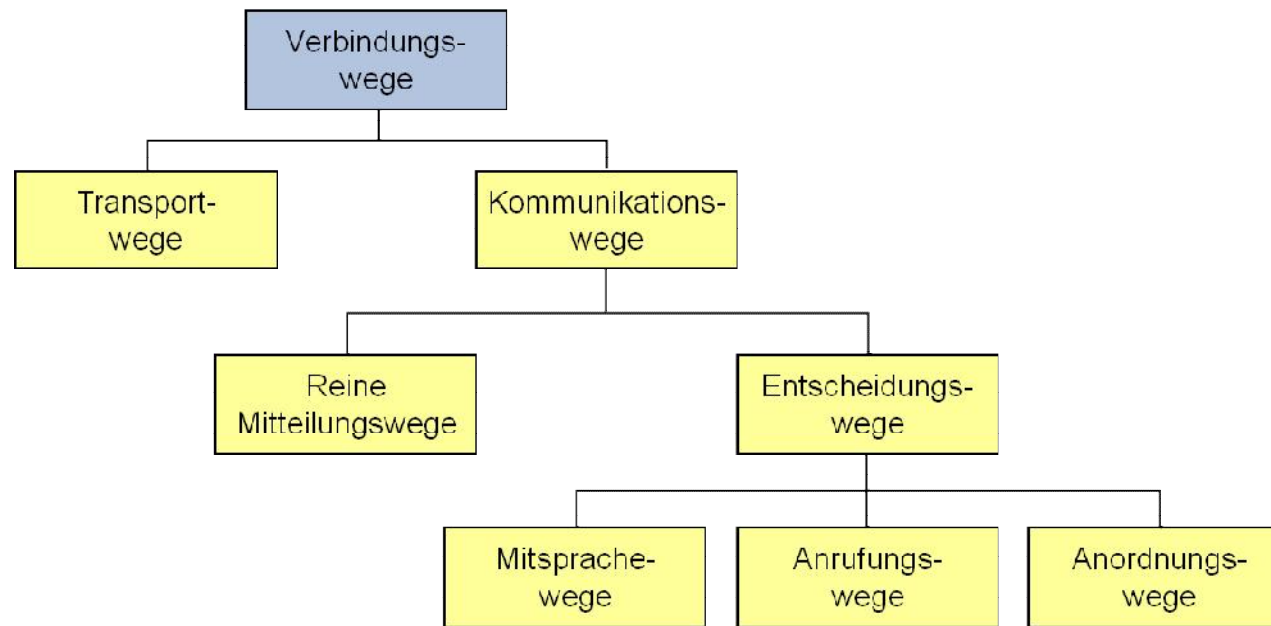 Verbindungs-
wege
Transport-
wege
Kommunikations-
wege
Reine
Mitteilungswege
Entscheidungs-
wege
Mitsprache-
wege
Anrufungs-
wege
Anordnungs-
wege